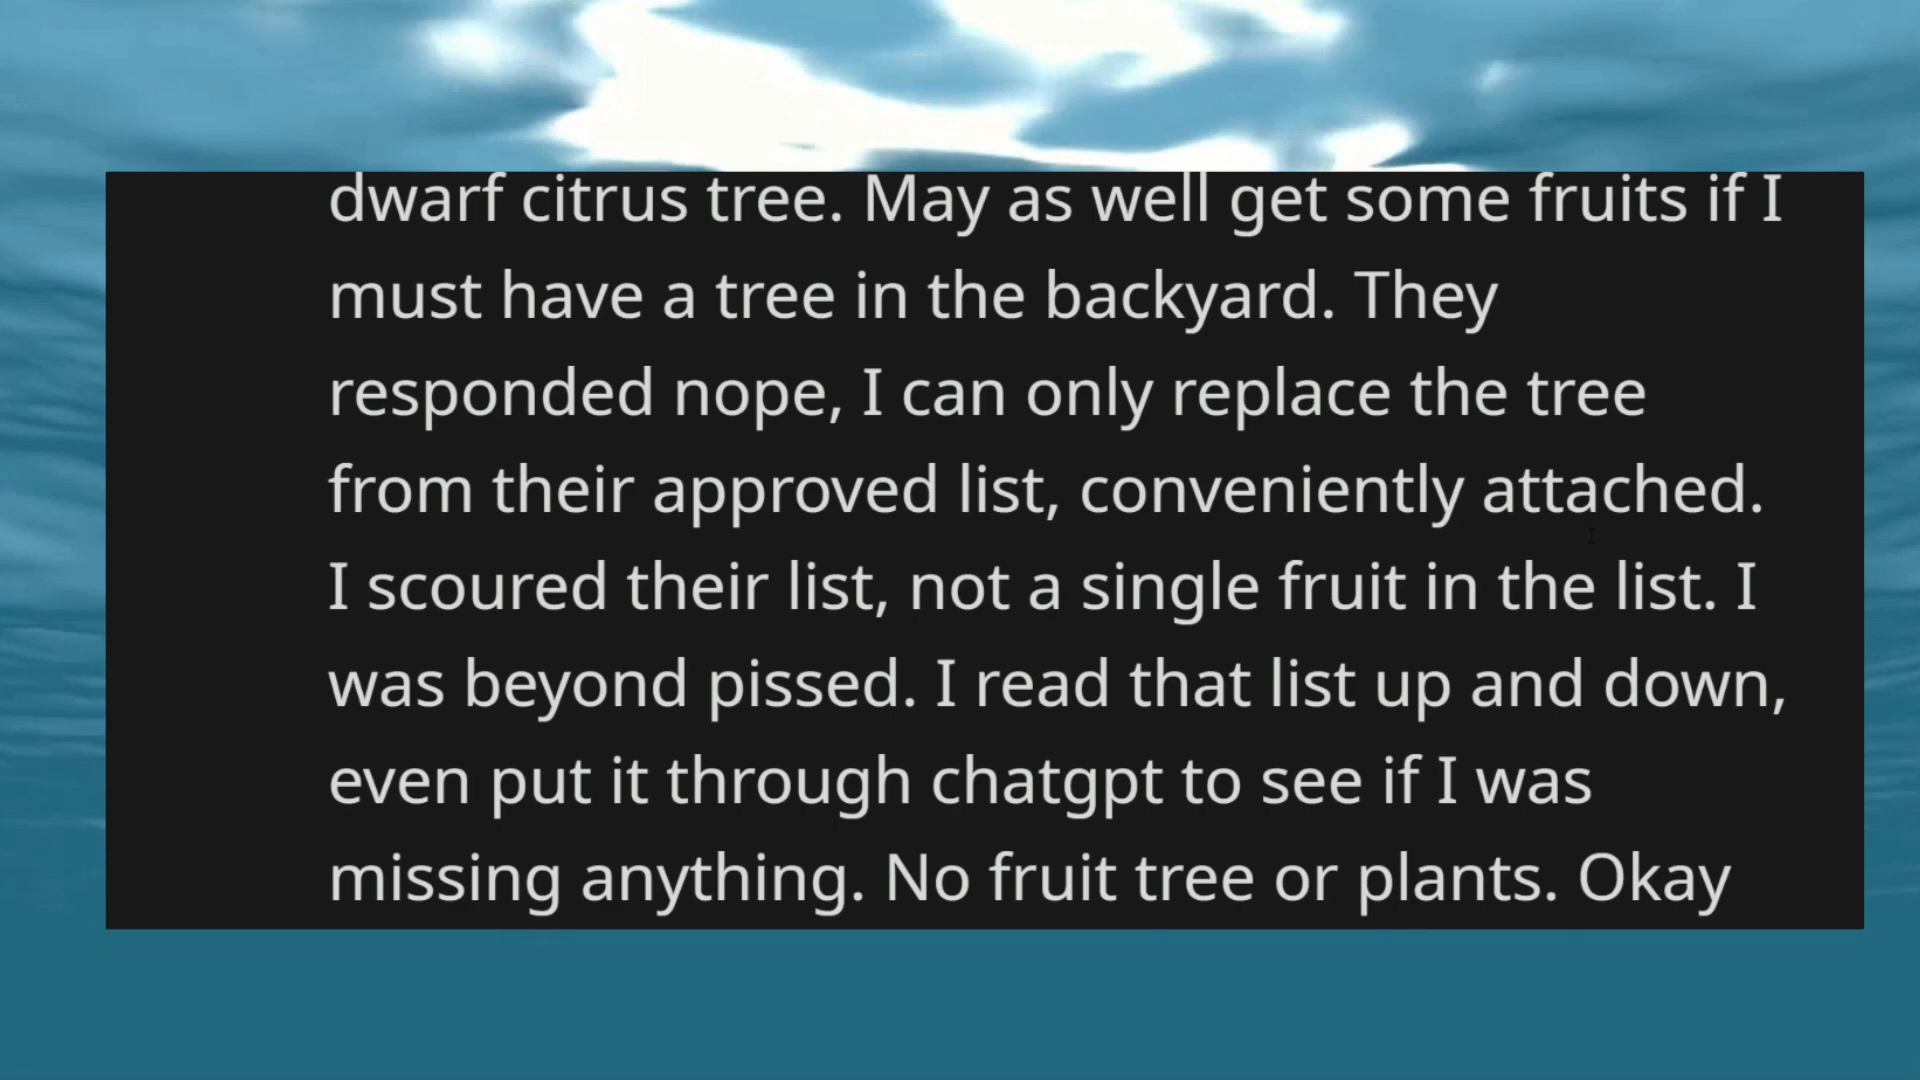 dwarf citrus tree. May as well get some fruits if I
must have a tree in the backyard. They
responded nope, I can only replace the tree
from their approved list, conveniently attached.
I scoured their list, not a single fruit in the list. I
was beyond pissed. I read that list up and down,
even put it through chatgpt to see if I was
missing anything. No fruit tree or plants. Okay